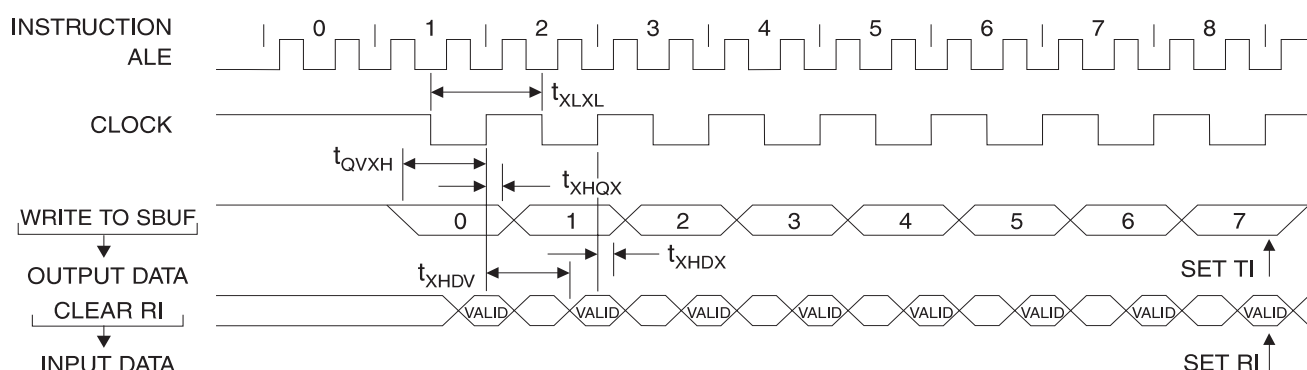 INSTRUCTION 0 1 2 3 4 5 6 7 8
ALE
tXLXL
CLOCK
tQVXH
tXHQX
WRITE TO SBUF 0 1 2 3 4 5 6 7
tXHDX
OUTPUT DATA tXHDV SET TI
CLEAR RI VALID VALID VALID VALID VALID VALID VALID VALID
INPUT DATA SET RI